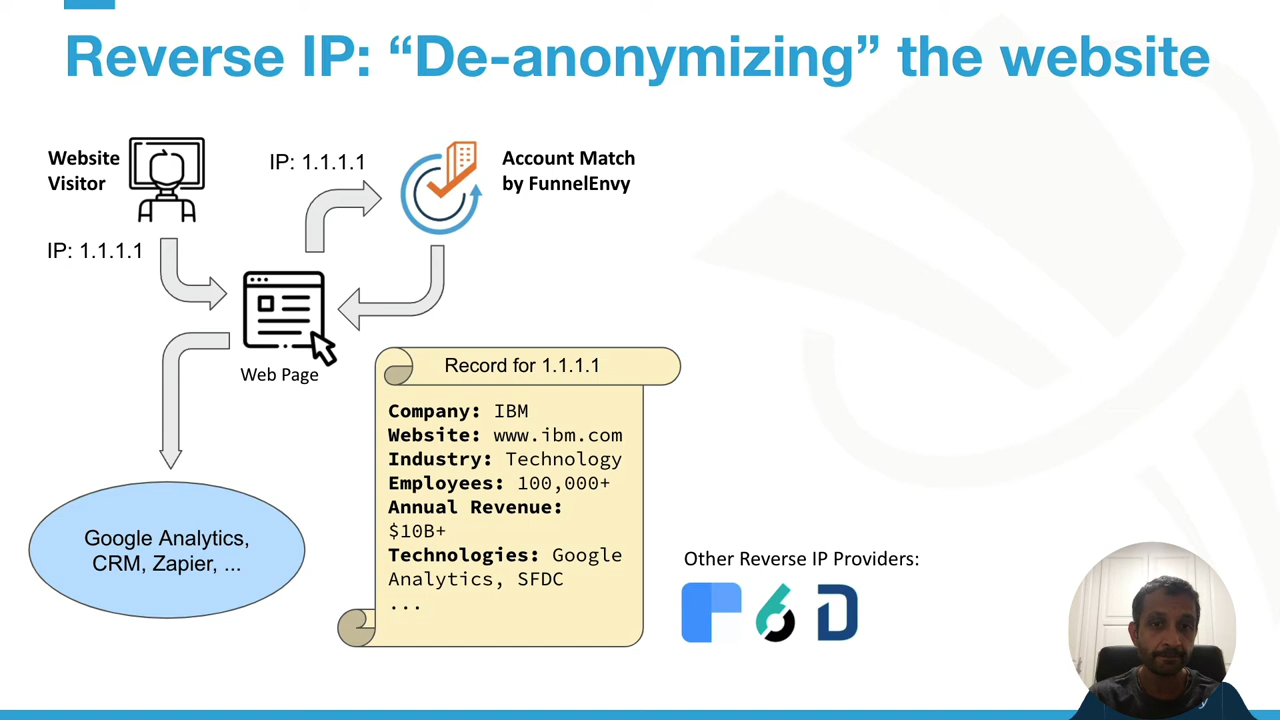 Reverse IP: “De-anonymizing” the website
Website
Visitor
IP: 1.1.1.1
Account Match
by FunnelEnvy
IP: 1.1.1.1
Web Page
Record for 1.1.1.1
Company: IBM
Website: www.ibm.com
Industry: Technology
Employees: 100,000+
Annual Revenue:
$10B+
Technologies: Google
Analytics, SFDC
...
Google Analytics,
CRM, Zapier, ...
Other Reverse IP Providers: